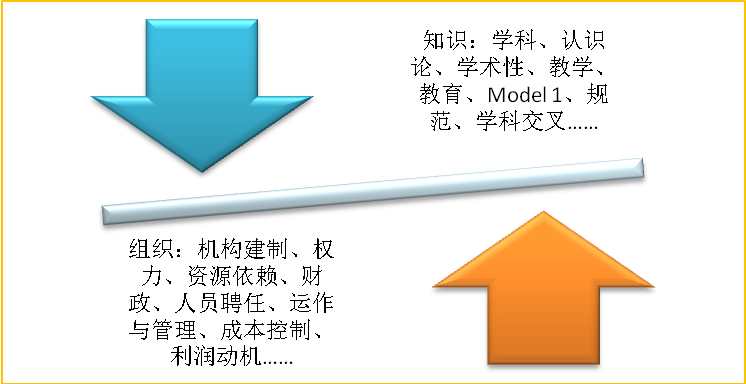 知识：学科、认识
论、学术性、教学、
教育、Model 1、规
范、学科交叉……
组织：机构建制、权
力、资源依赖、财
政、人员聘任、运作
与管理、成本控制、
利润动机……